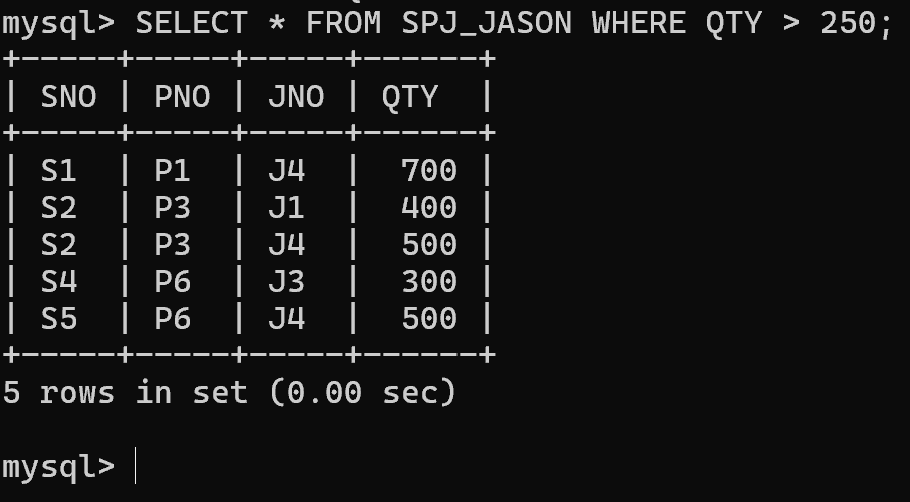 mysql> SELECT * FROM SPJ_JASON WHERE QTY > 250;
+-----+-----+-----+------+
| SNO | PNO | JNO | QTY  |
+-----+-----+-----+------+
| S1  | P1  | J4  |  700 |
| S2  | P3  | J1  |  400 |
| S2  | P3  | J4  |  500 |
| S4  | P6  | J3  |  300 |
| S5  | P6  | J4  |  500 |
+-----+-----+-----+------+
5 rows in set (0.00 sec)
mysql>